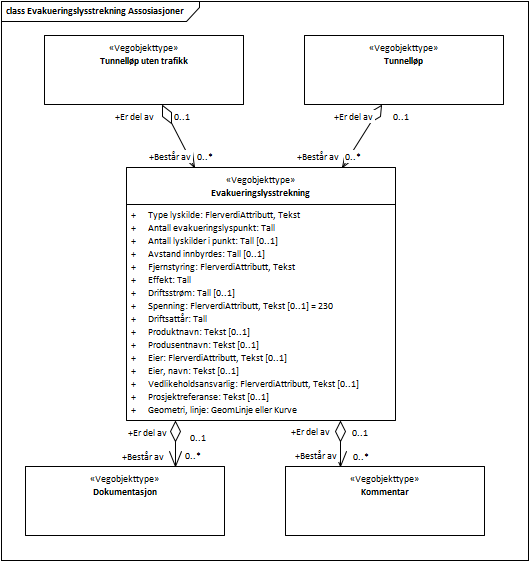 class Evakueringslysstrekning Assosiasjoner
«Vegobjekttype»
Tunnelløp uten trafikk
«Vegobjekttype»
Tunnelløp
+Er del av 0..1
+Er del av 0..1
+Består av 0..*
+Består av 0..*
«Vegobjekttype»
Evakueringslysstrekning
+ Type lyskilde: FlerverdiAttributt, Tekst
+ Antall evakueringslyspunkt: Tall
+ Antall lyskilder i punkt: Tall [0..1]
+ Avstand innbyrdes: Tall [0..1]
+ Fjernstyring: FlerverdiAttributt, Tekst
+ Effekt: Tall
+ Driftsstrøm: Tall [0..1]
+ Spenning: FlerverdiAttributt, Tekst [0..1] = 230
+ Driftsattår: Tall
+ Produktnavn: Tekst [0..1]
+ Produsentnavn: Tekst [0..1]
+ Eier: FlerverdiAttributt, Tekst [0..1]
+ Eier, navn: Tekst [0..1]
+ Vedlikeholdsansvarlig: FlerverdiAttributt, Tekst [0..1]
+ Prosjektreferanse: Tekst [0..1]
+ Geometri, linje: GeomLinje eller Kurve
+Er del av 0..1
+Er del av 0..1
+Består av 0..*
+Består av 0..*
«Vegobjekttype»
Dokumentasjon
«Vegobjekttype»
Kommentar